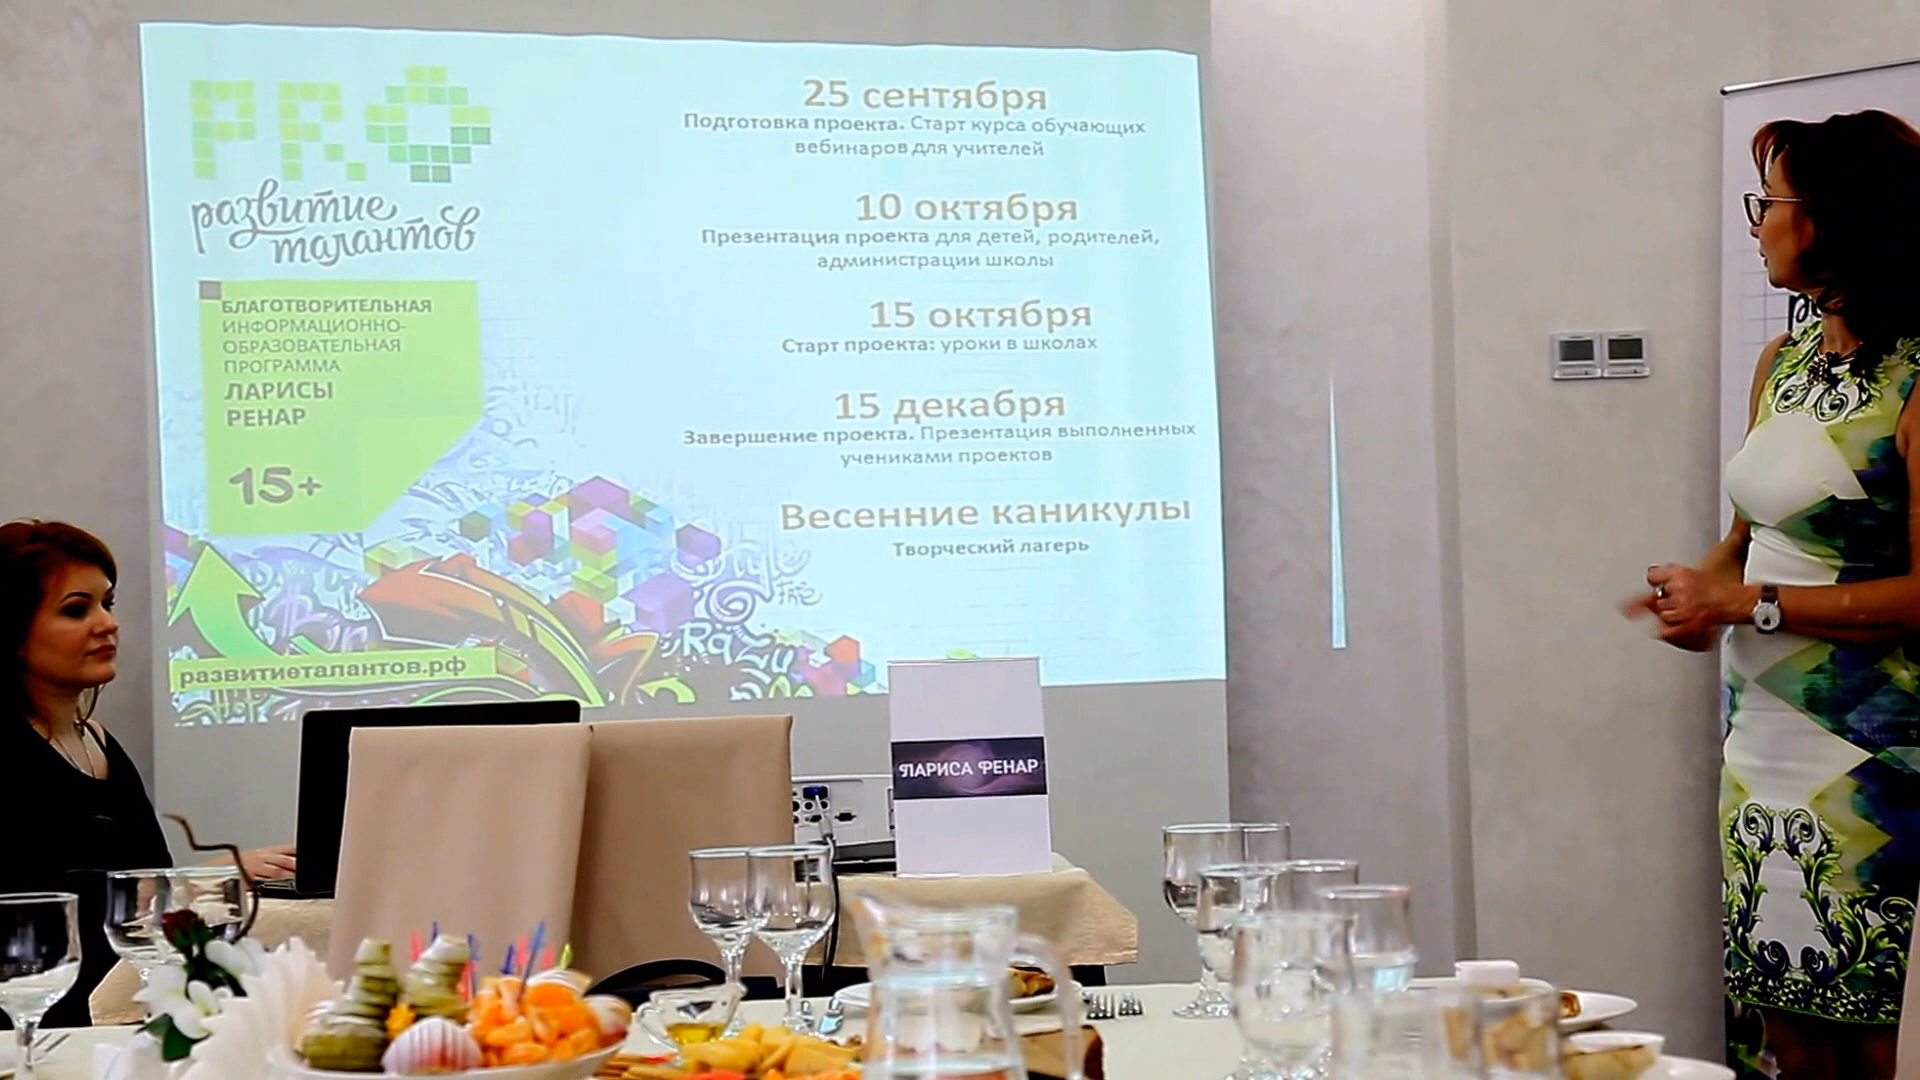 PRO
развитие
талантов
БЛАГОТВОРИТЕЛЬНАЯ
ИНФОРМАЦИОННО-
ОБРАЗОВАТЕЛЬНАЯ
ПРОГРАММА
ЛАРИСЫ
РЕНАР
15+
развитиеталантов.рф
25 сентября
Подготовка проекта. Старт курса обучающих
вебинаров для учителей
10 октября
Презентация проекта для детей, родителей,
администрации школы
15 октября
Старт проекта: уроки в школах
15 декабря
Завершение проекта. Презентация выполненных
учениками проектов
Весенние каникулы
Творческий лагерь
style
ЛАРИСА РЕНАР